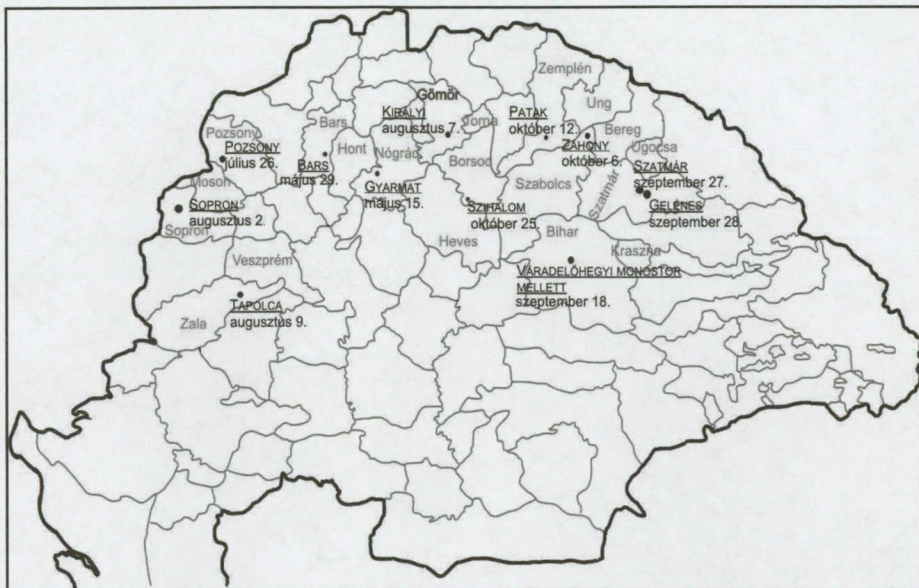 Zemplén
Ung
Gömör
KIRÁLYI
augusztus 7.
Torna
PATAK
október 12.
Bereg
ZÁHONY
október 6.
Ugocsa
Pozsony
POZSONY
július 26.
Bars
BARS
május 29.
Hont
Nógrád
Borsod
GYARMAT
május 15.
Szabolcs
Szatmár
SZATMÁR
szeptember 27.
GELÉNES
szeptember 28.
Moson
SOPRON
augusztus 2.
Sopron
SZIHALOM
október 25.
Heves
Bihar
Kraszna
Veszprém
VÁRADELŐHEGYI MONOSTOR
MELLETT
szeptember 18.
TAPOLCA
augusztus 9.
Zala